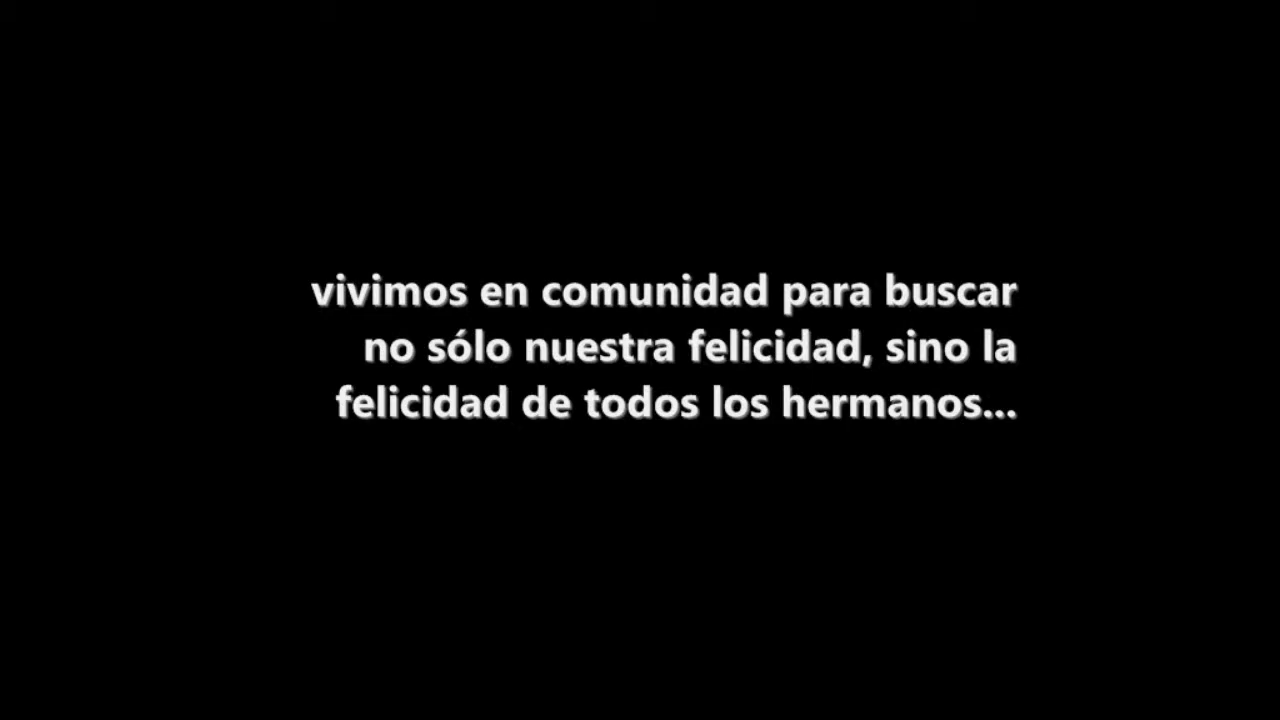 vivimos en comunidad para buscar
no sólo nuestra felicidad, sino la
felicidad de todos los hermanos...